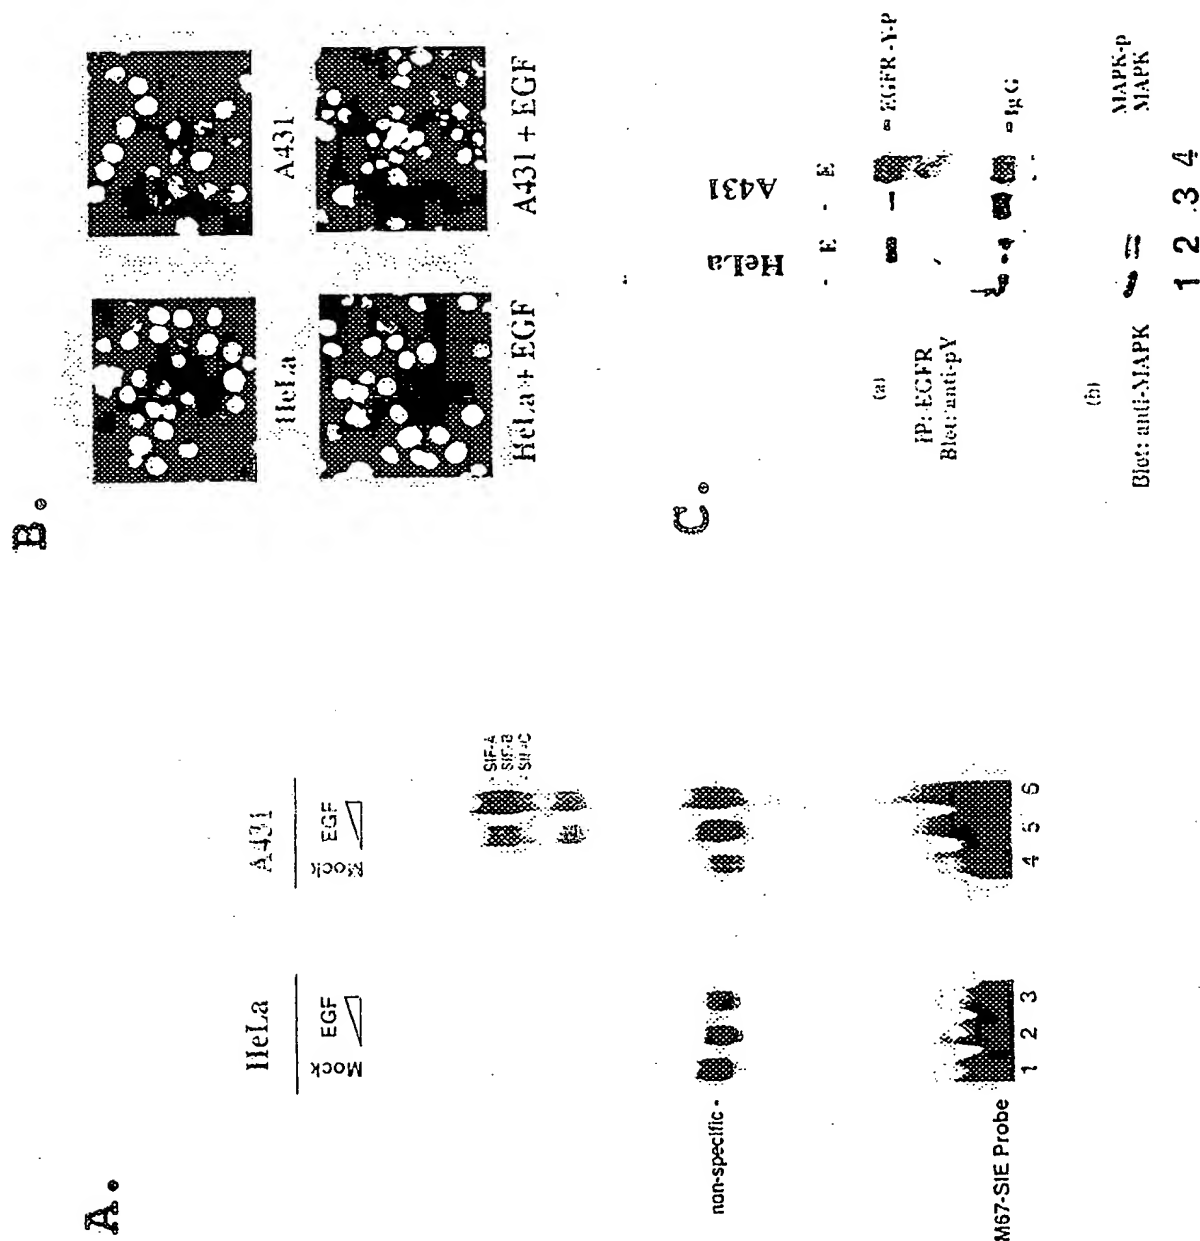 A.
HeLa
A431
Mock
EGF
Mock
EGF
SIF-A
SIF-B
SIF-C
non-specific -
M67-SIE Probe
1 2 3 4 5 6
B.
HeLa
A431
HeLa + EGF
A431 + EGF
C.
HeLa
A431
- E - E
(a)
IP: EGFR
Blot: anti-pY
EGFR-Y-P
IgG
(b)
Blot: anti-MAPK
MAPK-p
MAPK
1 2 3 4